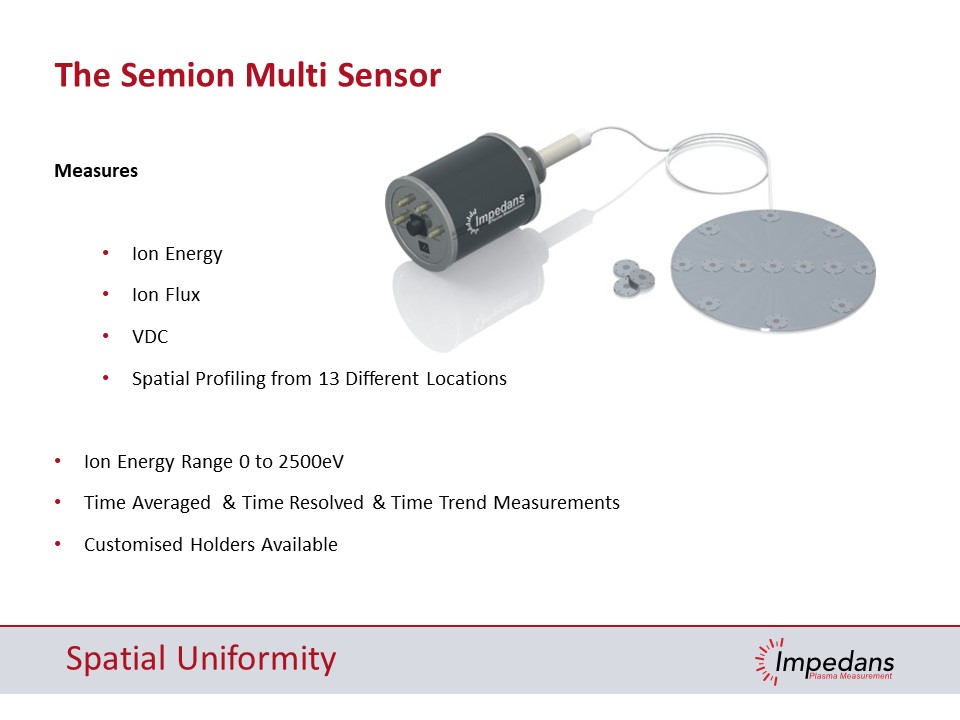 The Semion Multi Sensor
Measures
• Ion Energy
• Ion Flux
• VDC
• Spatial Profiling from 13 Different Locations
• Ion Energy Range 0 to 2500eV
• Time Averaged & Time Resolved & Time Trend Measurements
• Customised Holders Available
Impedans
Spatial Uniformity
Impedans
Plasma Measurement